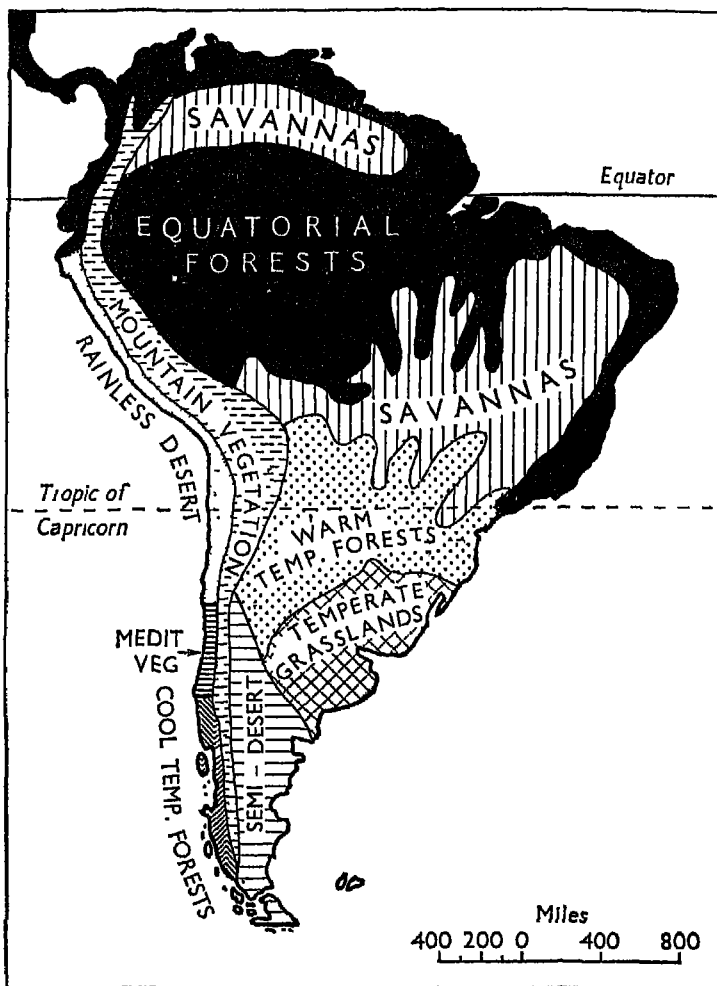 SAVANNAS
Equator
EQUATORIAL
FORESTS
MOUNTAIN VEGETATION
RAINLESS DESERT
SAVANNAS
Tropic of
Capricorn
WARM
TEMP. FORESTS
TEMPERATE
GRASSLANDS
MEDIT
VEG
SEMI-DESERT
COOL TEMP. FORESTS
Miles
400 200 0 400 800